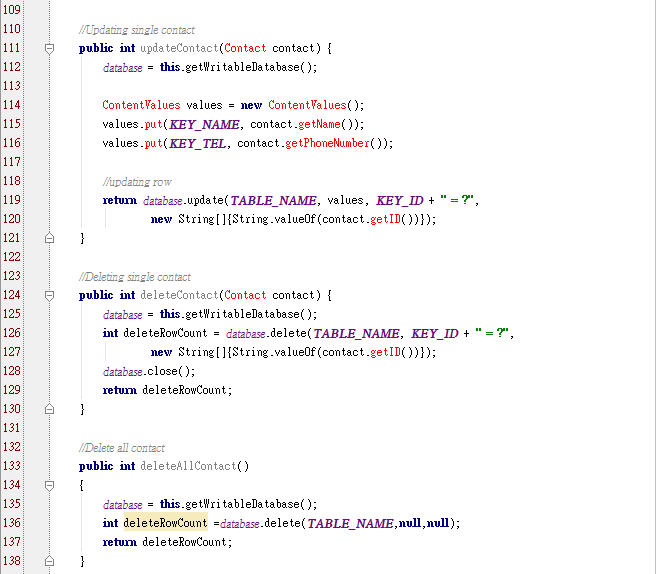 109
110 //Updating single contact
111 public int updateContact(Contact contact) {
112 database = this.getWritableDatabase();
113
114 ContentValues values = new ContentValues();
115 values.put(KEY_NAME, contact.getName());
116 values.put(KEY_TEL, contact.getPhoneNumber());
117
118 //updating row
119 return database.update(TABLE_NAME, values, KEY_ID + " = ?",
120 new String[]{String.valueOf(contact.getID())});
121 }
122
123 //Deleting single contact
124 public int deleteContact(Contact contact) {
125 database = this.getWritableDatabase();
126 int deleteRowCount = database.delete(TABLE_NAME, KEY_ID + " = ?",
127 new String[]{String.valueOf(contact.getID())});
128 database.close();
129 return deleteRowCount;
130 }
131
132 //Delete all contact
133 public int deleteAllContact()
134 {
135 database = this.getWritableDatabase();
136 int deleteRowCount =database.delete(TABLE_NAME,null,null);
137 return deleteRowCount;
138 }